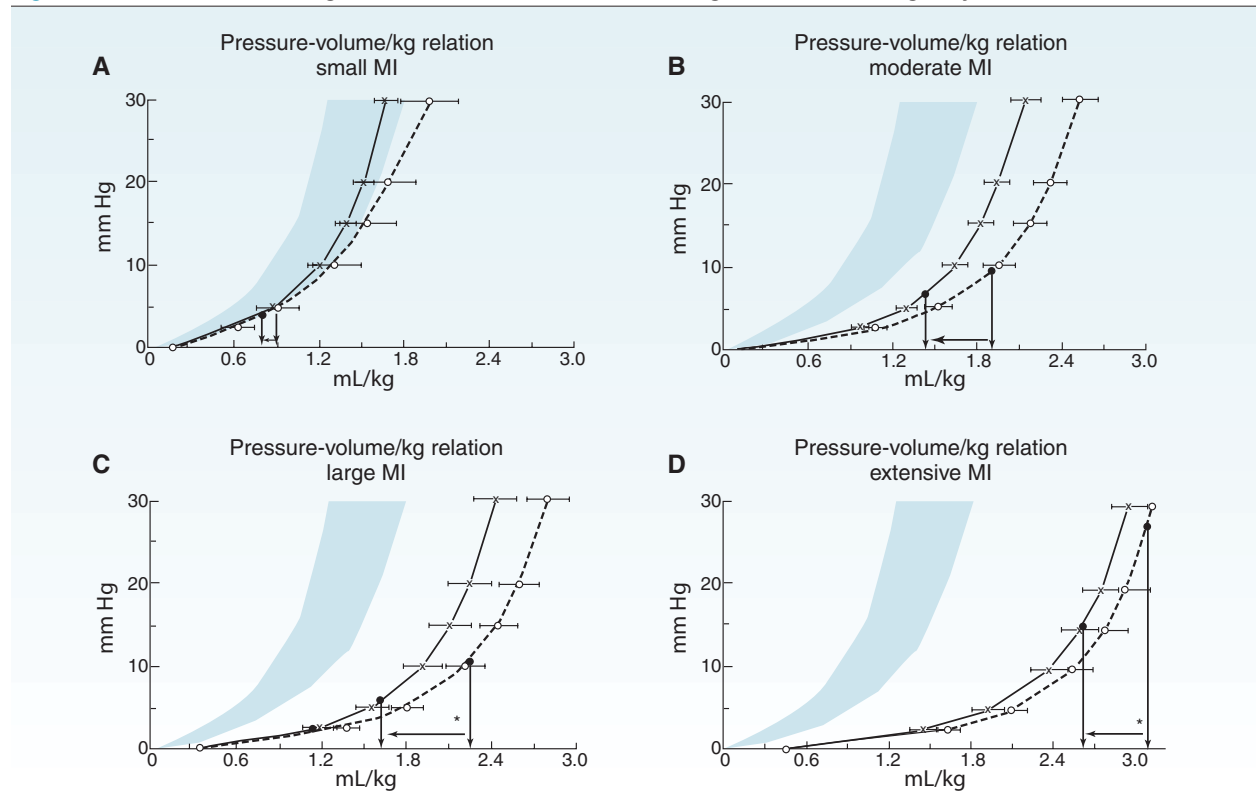 A
Pressure-volume/kg relation
small MI
30
20
10
0
mm Hg
0.6
1.2
1.8
2.4
3.0
mL/kg
B
Pressure-volume/kg relation
moderate MI
30
20
10
0
mm Hg
0
0.6
1.2
1.8
2.4
3.0
mL/kg
C
Pressure-volume/kg relation
large MI
30
20
10
0
mm Hg
0
0.6
1.2
1.8
2.4
3.0
mL/kg
*
D
Pressure-volume/kg relation
extensive MI
30
20
10
0
mm Hg
0
0.6
1.2
1.8
2.4
3.0
mL/kg
*